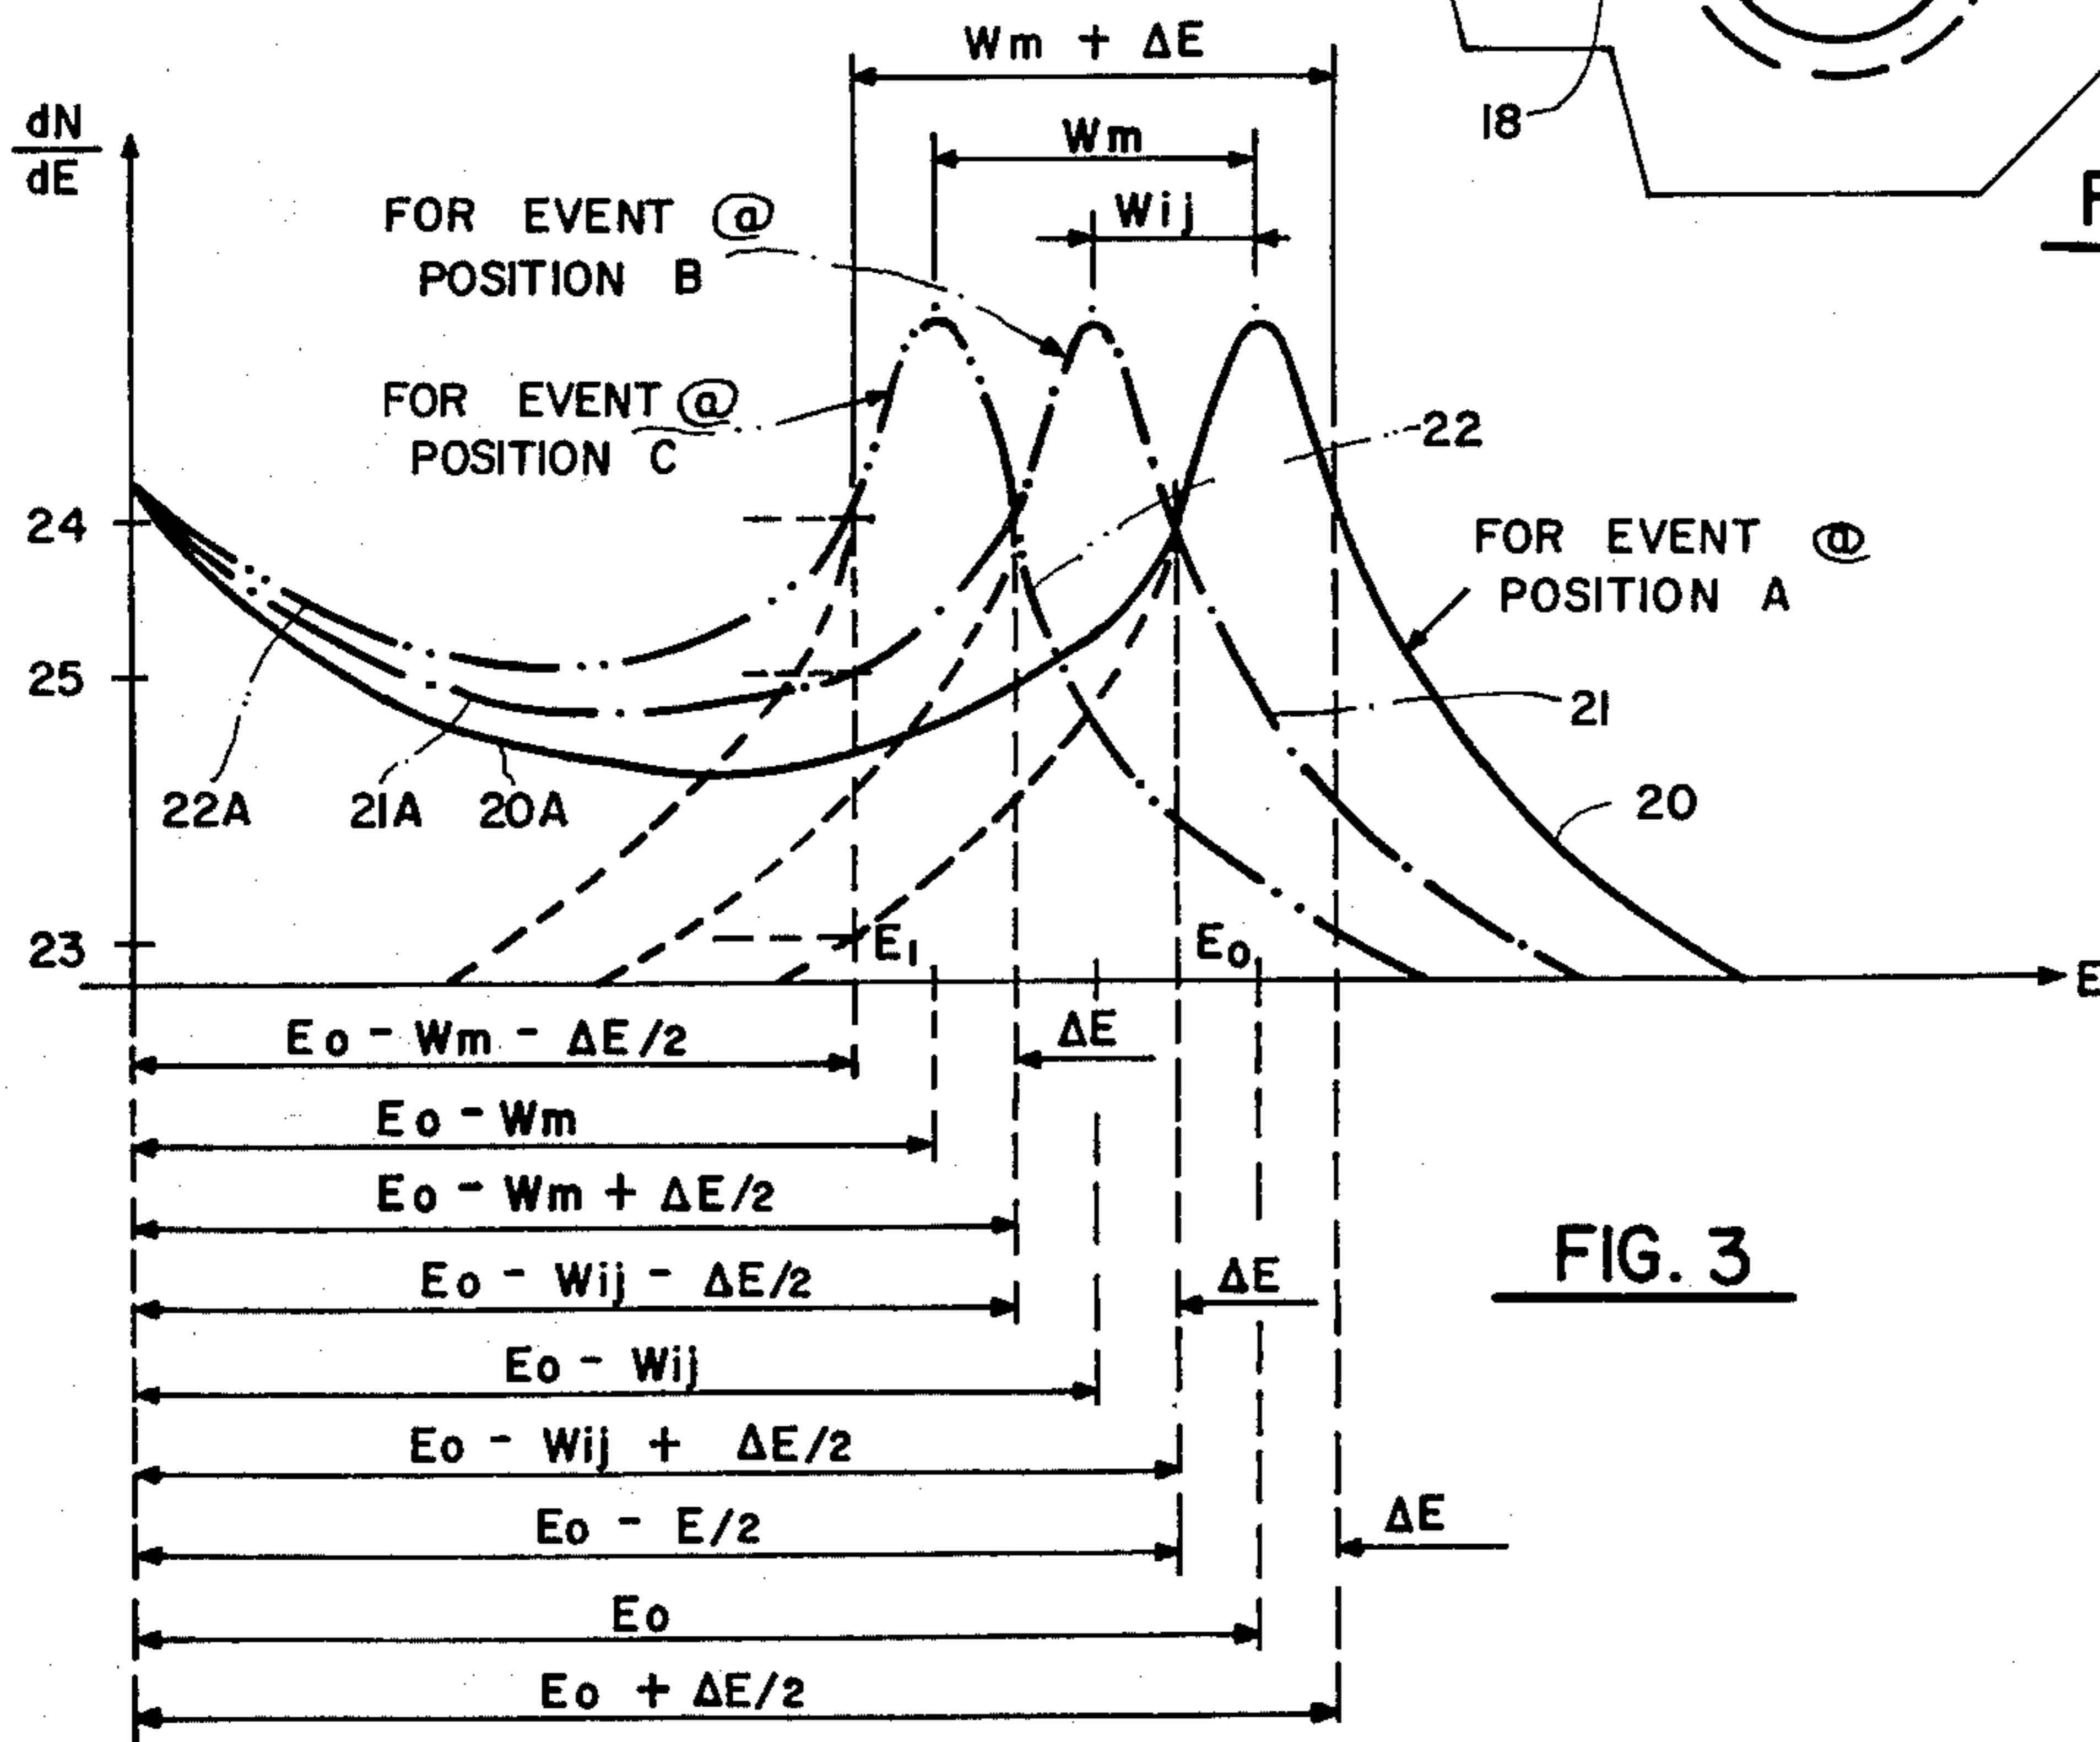 Wm + ΔE
18
dN
dE
Wm
Wij
FOR EVENT @
POSITION B
FOR EVENT @
POSITION C
22
24
FOR EVENT @
POSITION A
25
21
22A
21A
20A
20
23
E1
Eo
E
Eo - Wm - ΔE/2
ΔE
Eo - Wm
Eo - Wm + ΔE/2
Eo - Wij - ΔE/2
ΔE
FIG. 3
Eo - Wij
Eo - Wij + ΔE/2
Eo - E/2
ΔE
Eo
Eo + ΔE/2